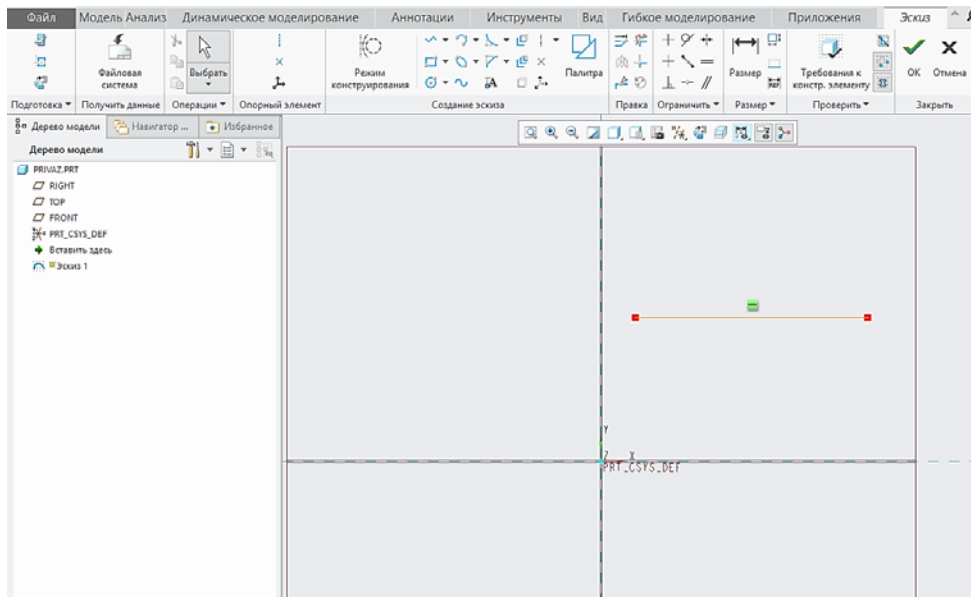 Файл Модель Анализ Динамическое моделирование Аннотации Инструменты Вид Гибкое моделирование Приложения Эскиз
Файловая система
Выбрать
Режим конструирования
Палитра
Размер
Требования к констр. элементу
ОК Отмена
Подготовка Получить данные Операции Опорный элемент Создание эскиза Правка Ограничить Размер Проверить Закрыть
Дерево модели Навигатор ... Избранное
Дерево модели
PRIVAZ.PRT
RIGHT
TOP
FRONT
PRT_CSYS_DEF
Вставить здесь
Эскиз 1
Y
Z X
PRT_CSYS_DEF